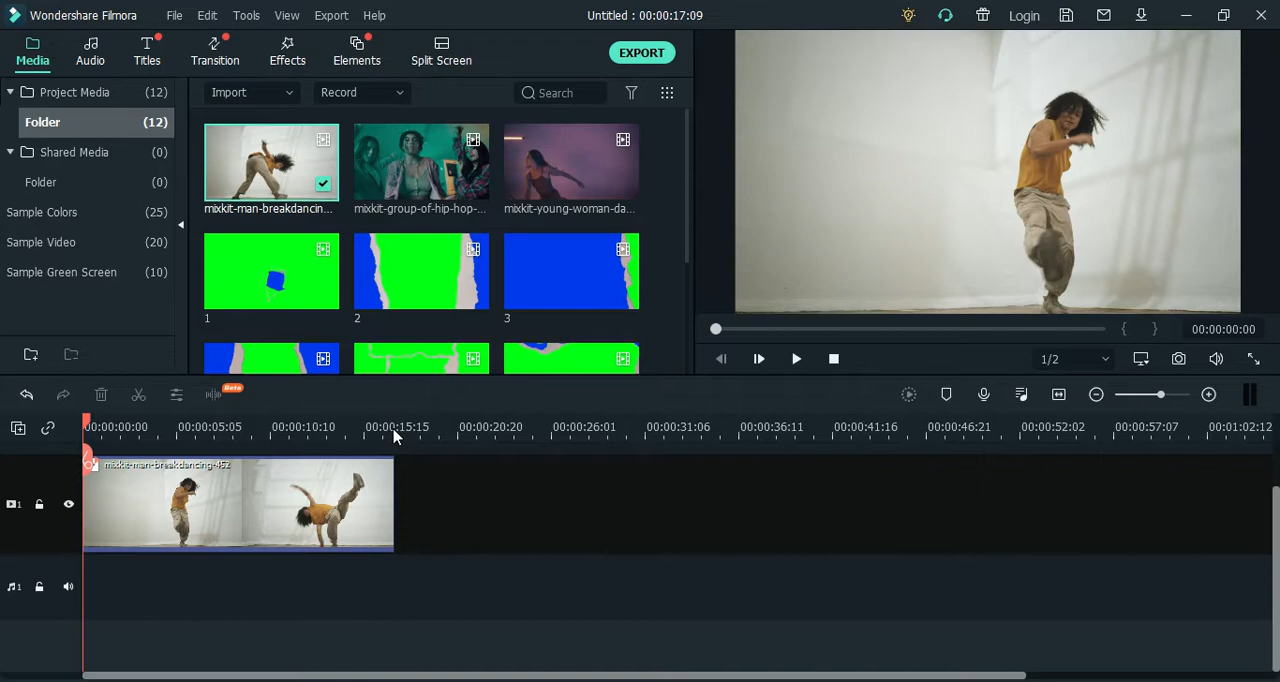 Wondershare Filmora File Edit Tools View Export Help Untitled : 00:00:17:09 Login
Media Audio Titles Transition Effects Elements Split Screen EXPORT
Project Media (12)
Folder (12)
Shared Media (0)
Folder (0)
Sample Colors (25)
Sample Video (20)
Sample Green Screen (10)
Import Record Search
mixkit-man-breakdancin... mixkit-group-of-hip-hop-... mixkit-young-woman-da...
1 2 3
00:00:00:00
1/2
Beta
00:00:00:00 00:00:05:05 00:00:10:10 00:00:15:15 00:00:20:20 00:00:26:01 00:00:31:06 00:00:36:11 00:00:41:16 00:00:46:21 00:00:52:02 00:00:57:07 00:01:02:12
mixkit-man-breakdancing-452
1
1